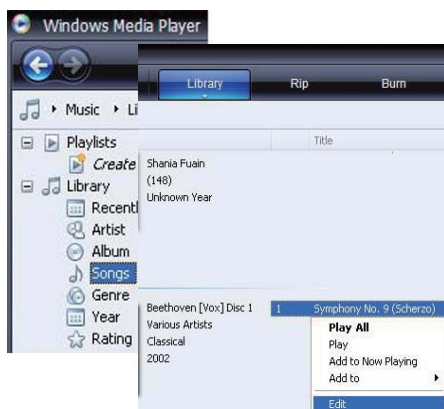 Windows Media Player
Music Li
Playlists
Create
Library
Recentl
Artist
Album
Songs
Genre
Year
Rating
Library Rip Burn
Title
Shania Fuain
(148)
Unknown Year
Beethoven [Vox] Disc 1 1 Symphony No. 9 (Scherzo)
Various Artists
Classical
2002
Play All
Play
Add to Now Playing
Add to
Edit